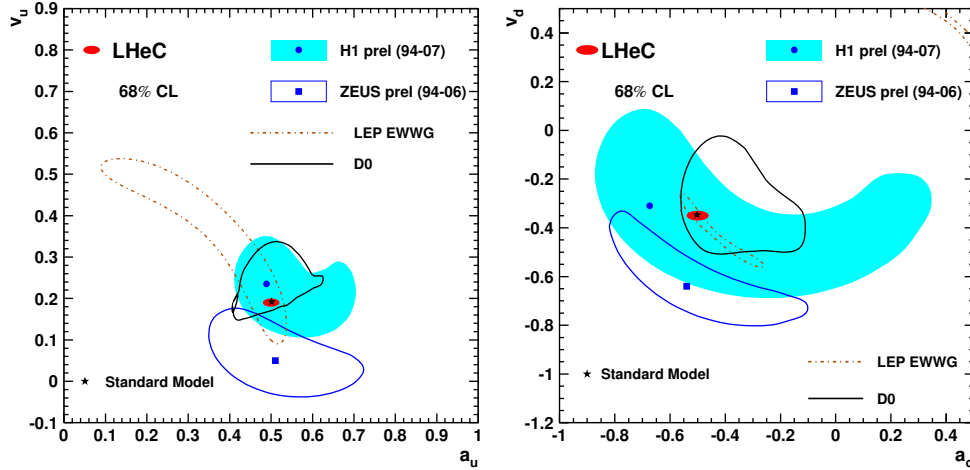 v_u
0.9
0.8
0.7
0.6
0.5
0.4
0.3
0.2
0.1
0
-0.1
LHeC
68% CL
H1 prel (94-07)
ZEUS prel (94-06)
LEP EWWG
D0
Standard Model
0 0.1 0.2 0.3 0.4 0.5 0.6 0.7 0.8 0.9 1
a_u
v_d
0.4
0.2
-0
-0.2
-0.4
-0.6
-0.8
-1
-1.2
LHeC
68% CL
H1 prel (94-07)
ZEUS prel (94-06)
Standard Model
LEP EWWG
D0
-1 -0.8 -0.6 -0.4 -0.2 0 0.2 0.4